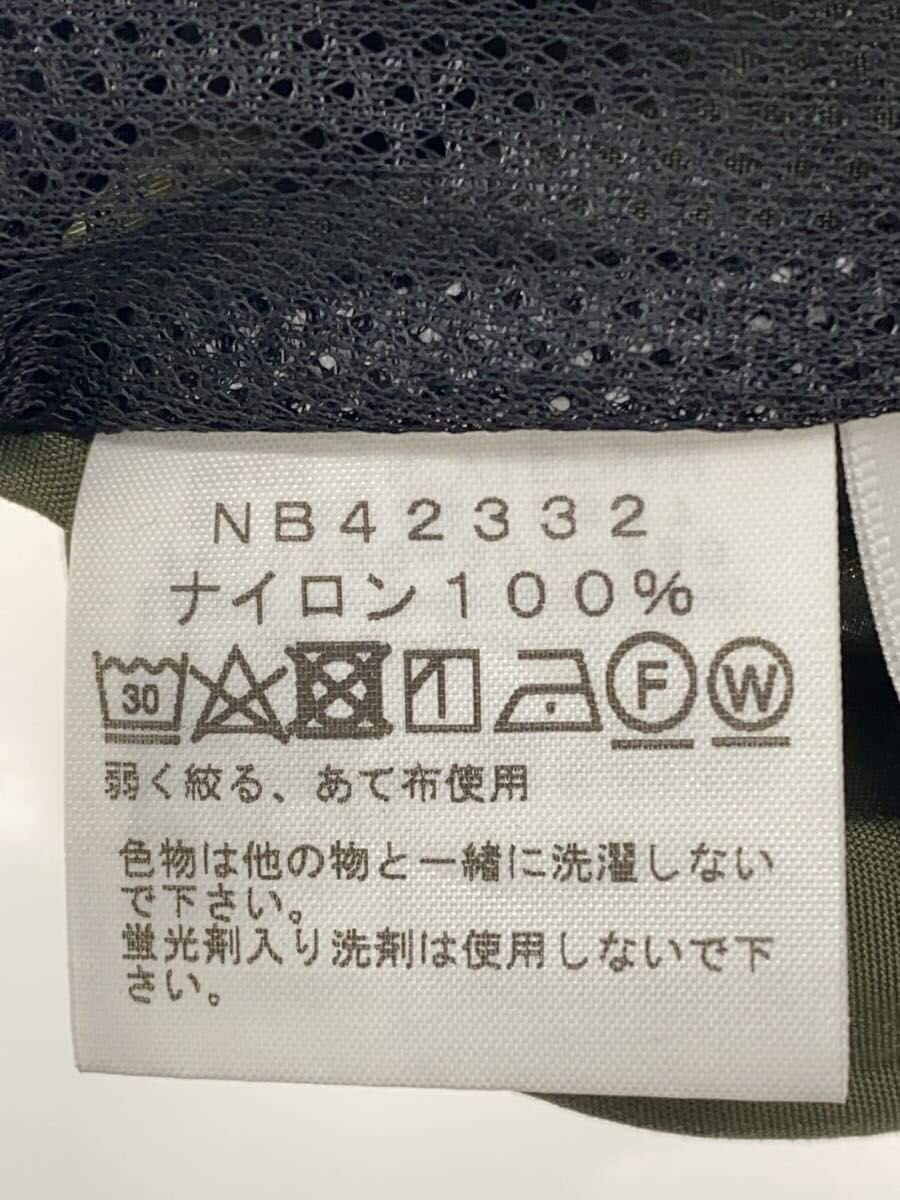 NB42332
ナイロン100%
30 F W
弱く絞る、あて布使用
色物は他の物と一緒に洗濯しない
で下さい。
蛍光剤入り洗剤は使用しないで下
さい。